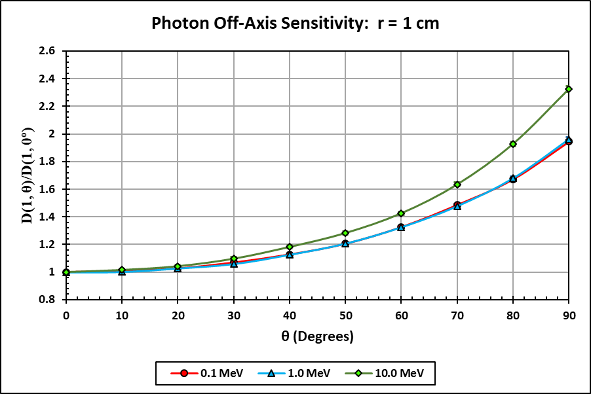 Photon Off-Axis Sensitivity: r = 1 cm
2.6
2.4
2.2
2
1.8
1.6
1.4
1.2
1
0.8
D(1, θ)/D(1, 0°)
0 10 20 30 40 50 60 70 80 90
θ (Degrees)
0.1 MeV 1.0 MeV 10.0 MeV